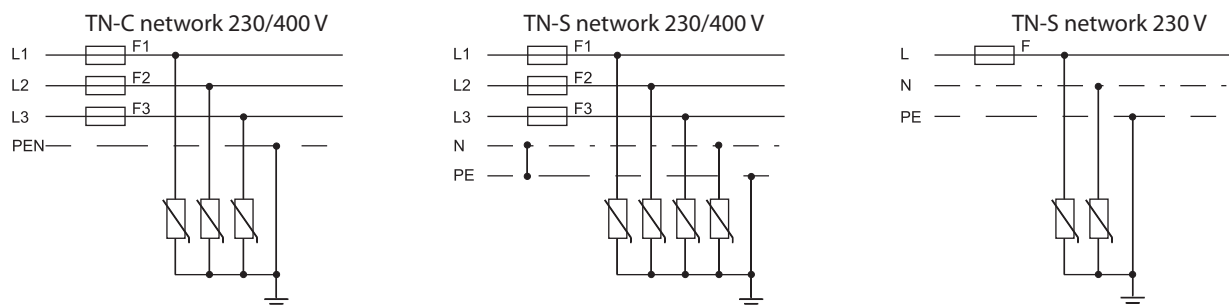 TN-C network 230/400 V
L1 F1
L2 F2
L3 F3
PEN
TN-S network 230/400 V
L1 F1
L2 F2
L3 F3
N
PE
TN-S network 230 V
L F
N
PE